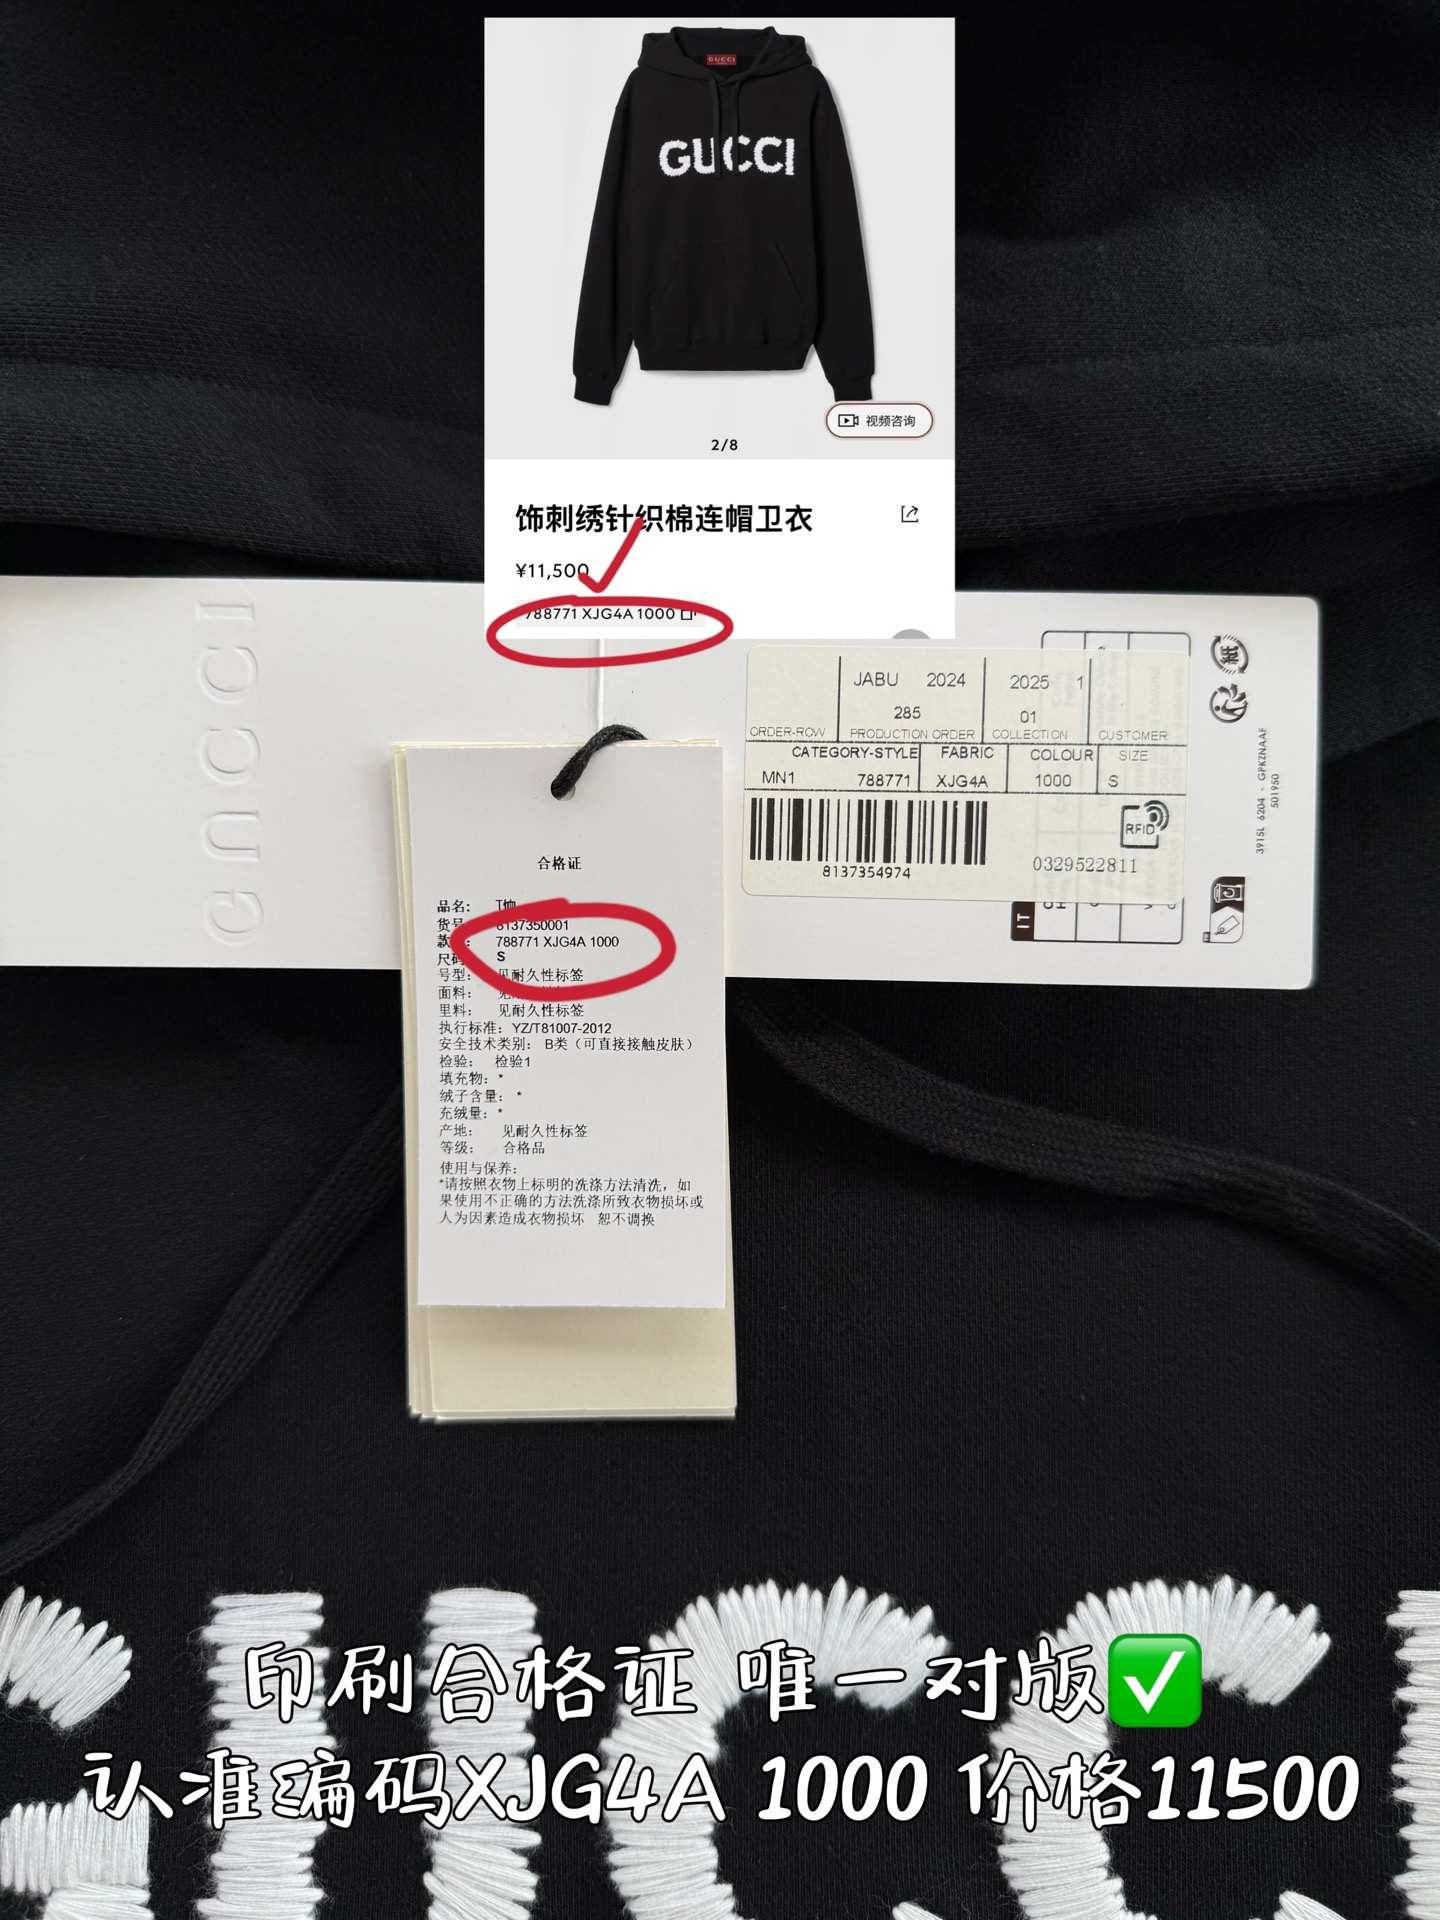 GUCCI
GUCCI
视频咨询
2/8
饰刺绣针织棉连帽卫衣
¥11,500
788771 XJG4A 1000
GUCCI
JABU 2024 2025 1
285 01
ORDER-ROW PRODUCTION ORDER COLLECTION CUSTOMER
CATEGORY-STYLE FABRIC COLOUR SIZE
MN1 788771 XJG4A 1000 S
RFID
8137354974
0329522811
IT
3915L 6204 - GPKZNAAF
501950
合格证
品名: T恤
货号 8137350001
款 788771 XJG4A 1000
尺码 S
号型: 见耐久性标签
面料:
里料: 见耐久性标签
执行标准: YZ/T81007-2012
安全技术类别: B类（可直接接触皮肤）
检验: 检验1
填充物: *
绒子含量: *
充绒量: *
产地: 见耐久性标签
等级: 合格品
使用与保养:
*请按照衣物上标明的洗涤方法清洗，如
果使用不正确的方法洗涤所致衣物损坏或
人为因素造成衣物损坏 恕不调换
印刷合格证 唯一对版✅
认准编码XJG4A 1000 价格11500
GUCCI